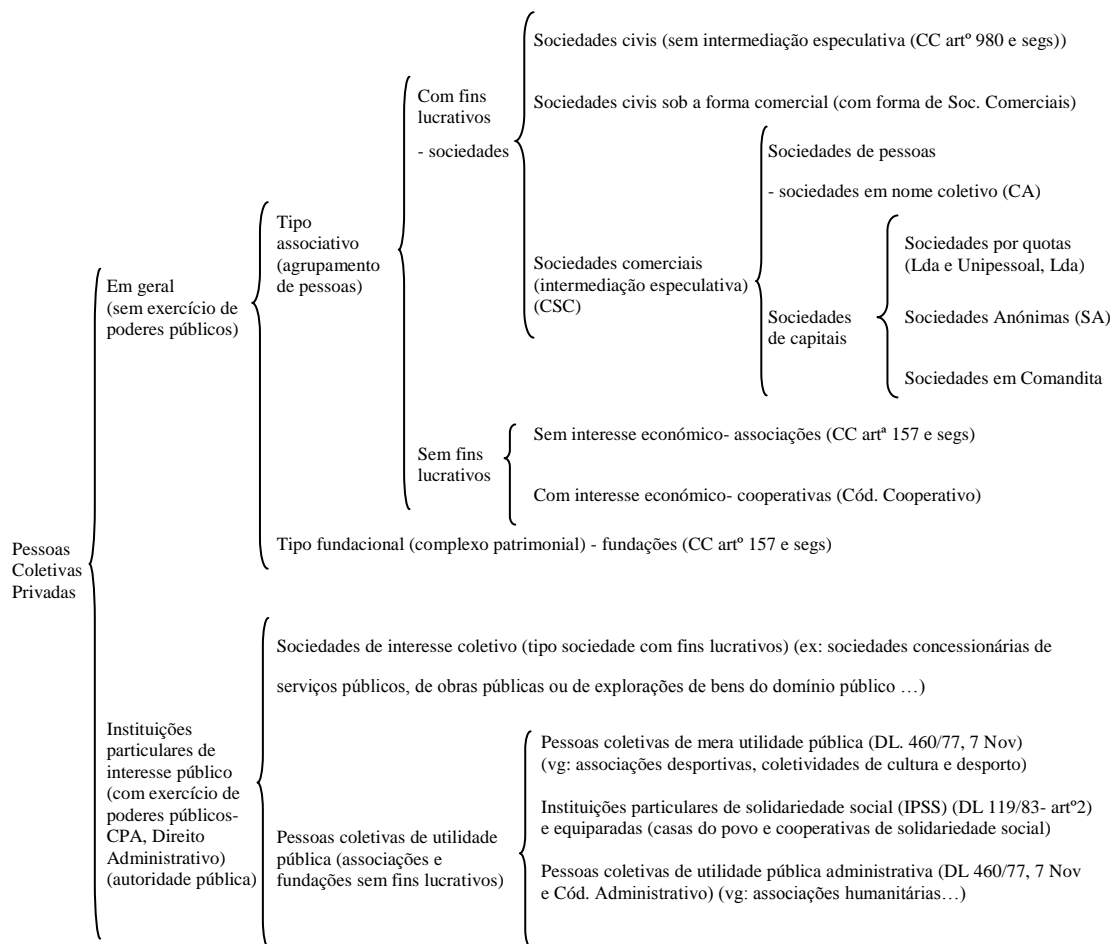 Sociedades civis (sem intermediação especulativa (CC artº 980 e segs))
Com fins
lucrativos
- sociedades
Sociedades civis sob a forma comercial (com forma de Soc. Comerciais)
Sociedades de pessoas
- sociedades em nome coletivo (CA)
Tipo
associativo
(agrupamento
de pessoas)
Sociedades comerciais
(intermediação especulativa)
(CSC)
Sociedades por quotas
(Lda e Unipessoal, Lda)
Em geral
(sem exercício de
poderes públicos)
Sociedades
de capitais
Sociedades Anónimas (SA)
Sociedades em Comandita
Sem fins
lucrativos
Sem interesse económico- associações (CC artª 157 e segs)
Com interesse económico- cooperativas (Cód. Cooperativo)
Tipo fundacional (complexo patrimonial) - fundações (CC artº 157 e segs)
Pessoas
Coletivas
Privadas
Sociedades de interesse coletivo (tipo sociedade com fins lucrativos) (ex: sociedades concessionárias de
serviços públicos, de obras públicas ou de explorações de bens do domínio público …)
Instituições
particulares de
interesse público
(com exercício de
poderes públicos-
CPA, Direito
Administrativo)
(autoridade pública)
Pessoas coletivas de utilidade
pública (associações e
fundações sem fins lucrativos)
Pessoas coletivas de mera utilidade pública (DL. 460/77, 7 Nov)
(vg: associações desportivas, coletividades de cultura e desporto)
Instituições particulares de solidariedade social (IPSS) (DL 119/83- artº2)
e equiparadas (casas do povo e cooperativas de solidariedade social)
Pessoas coletivas de utilidade pública administrativa (DL 460/77, 7 Nov
e Cód. Administrativo) (vg: associações humanitárias…)